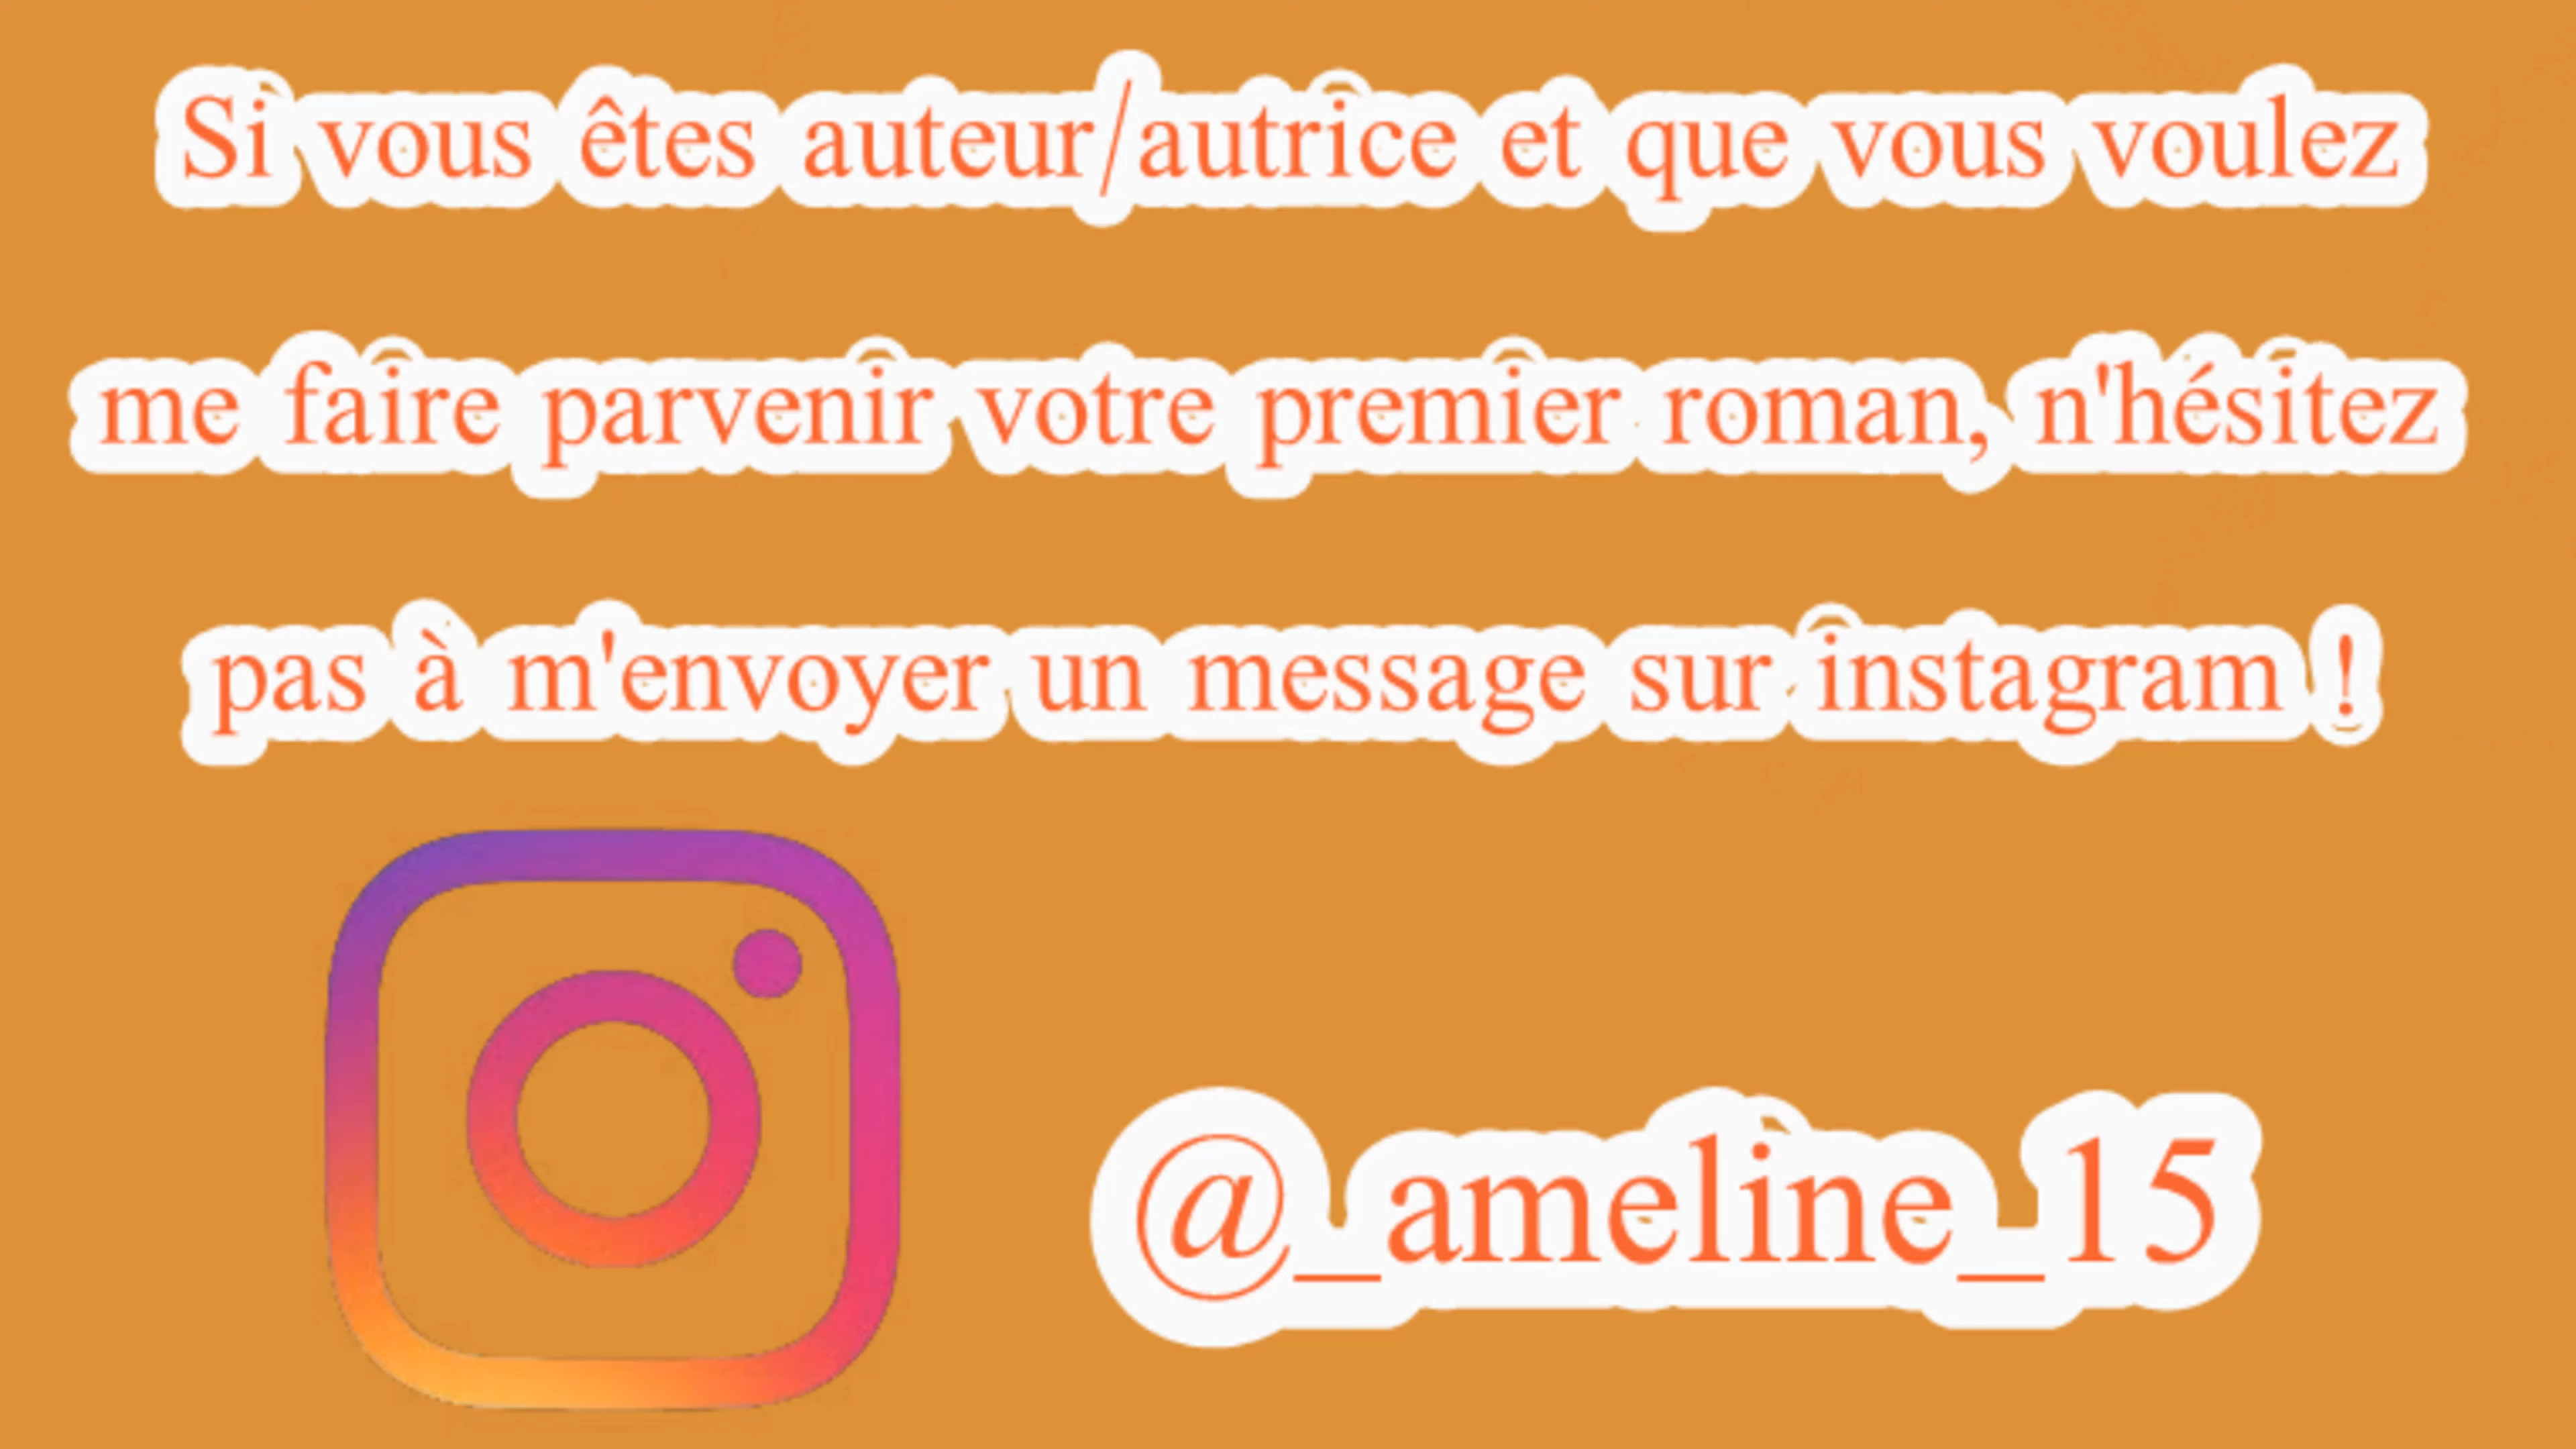 Si vous êtes auteur/autrice et que vous voulez
me faire parvenir votre premier roman, n'hésitez
pas à m'envoyer un message sur instagram !
@_ameline_15